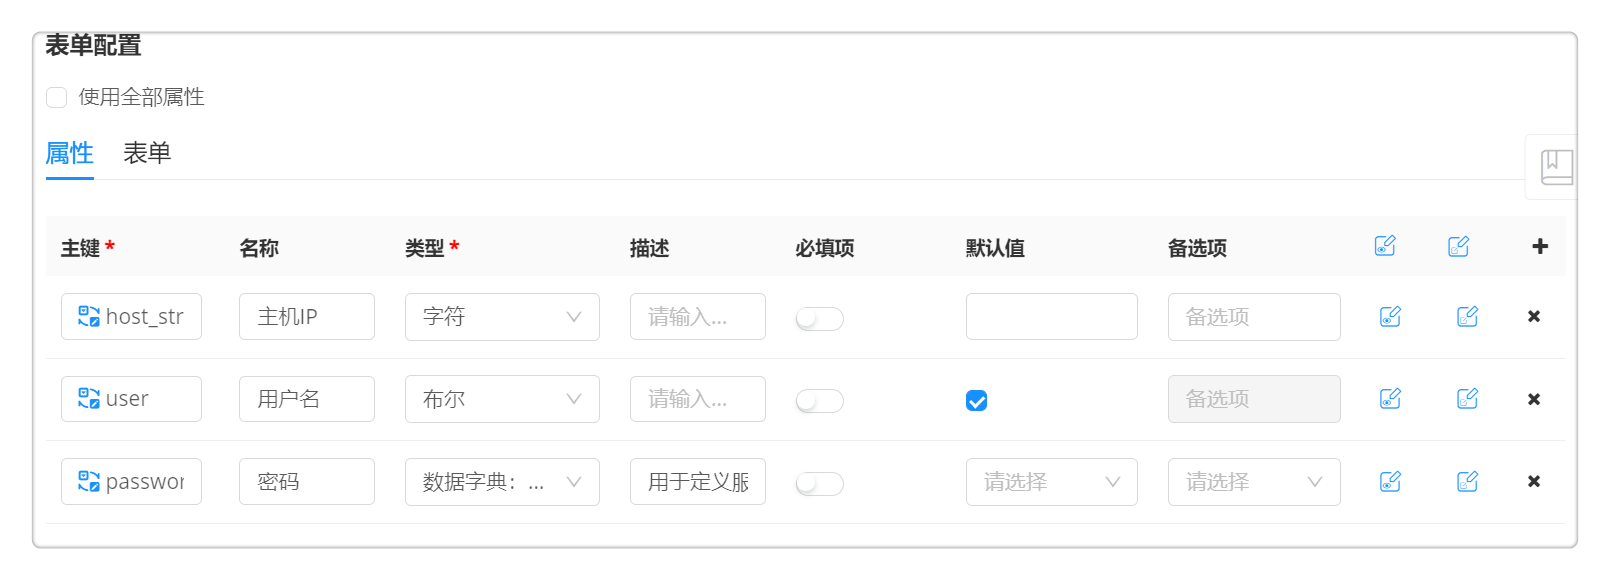 表单配置
使用全部属性
属性 表单
主键 * 名称 类型 * 描述 必填项 默认值 备选项
host_str 主机IP 字符 请输入... 备选项
user 用户名 布尔 请输入... 备选项
passwor 密码 数据字典：... 用于定义服 请选择 请选择